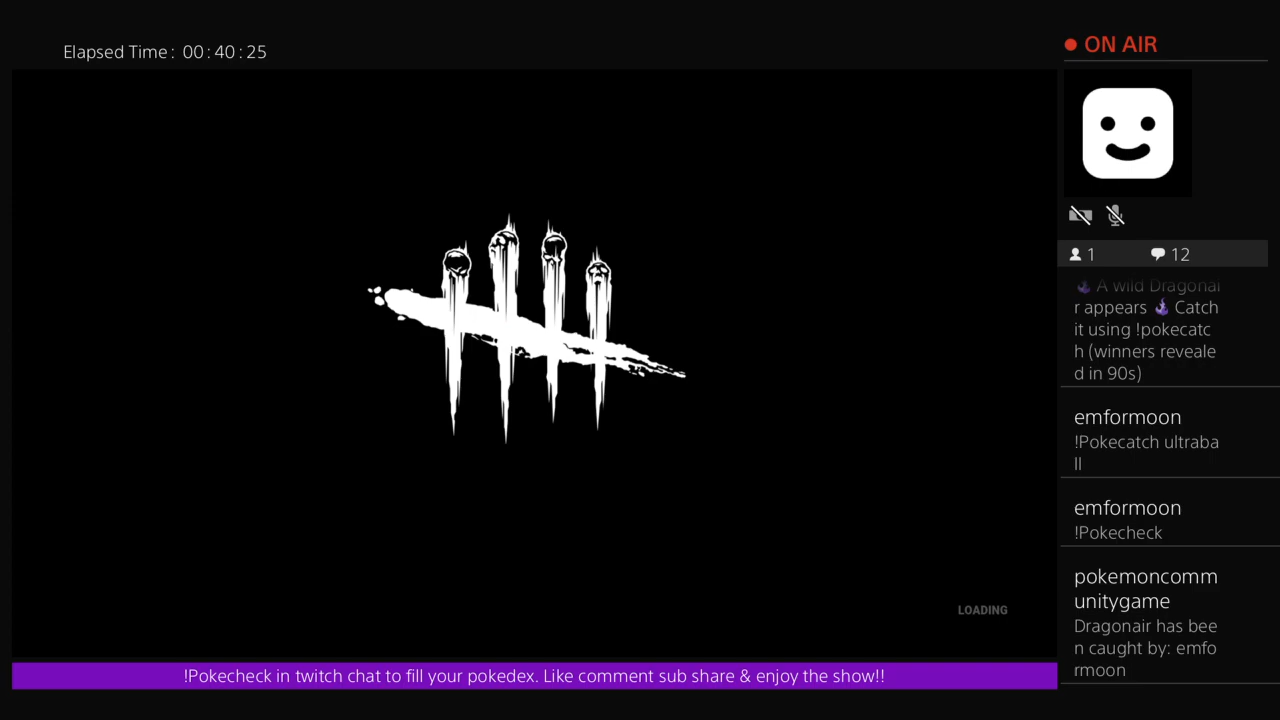 Elapsed Time: 00:40:25
ON AIR
1 12
A wild Dragonai
r appears Catch
it using !pokecatc
h (winners reveale
d in 90s)
emformoon
!Pokecatch ultraba
ll
emformoon
!Pokecheck
pokemoncomm
unitygame
Dragonair has bee
n caught by: emfo
rmoon
LOADING
!Pokecheck in twitch chat to fill your pokedex. Like comment sub share & enjoy the show!!